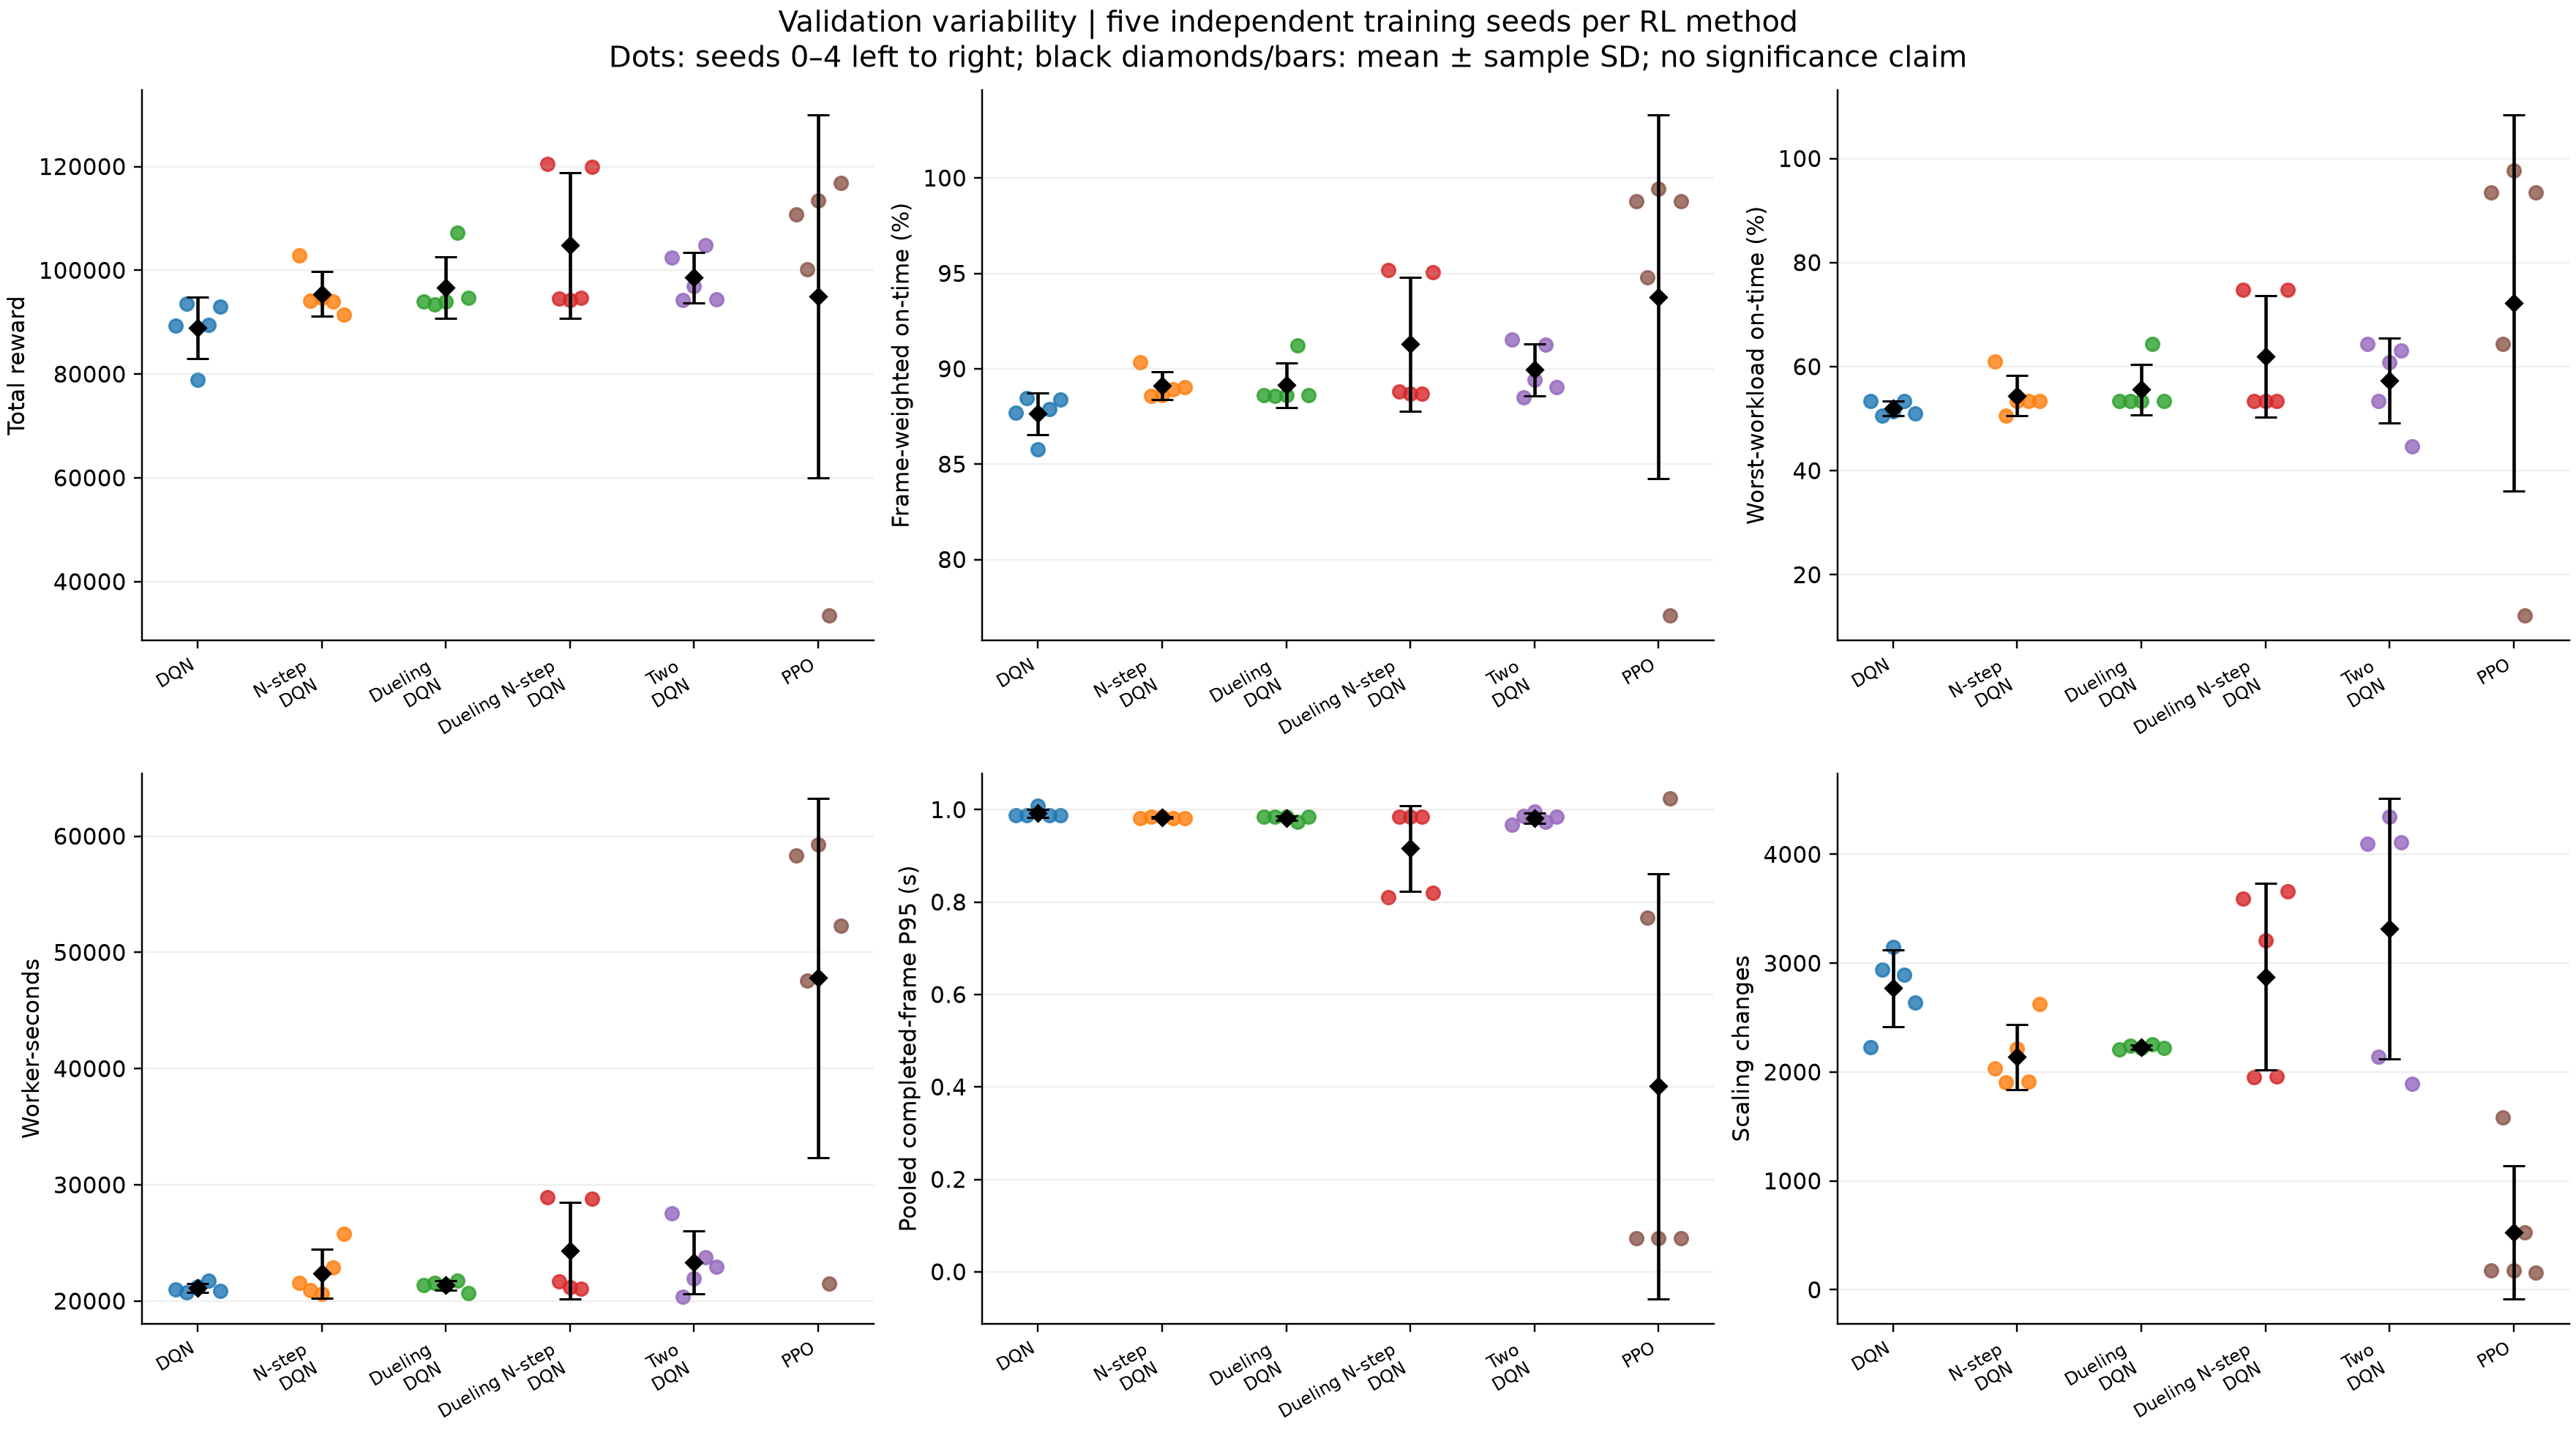 Validation variability | five independent training seeds per RL method
Dots: seeds 0–4 left to right; black diamonds/bars: mean ± sample SD; no significance claim
Total reward
120000
100000
80000
60000
40000
DQN
N-step
DQN
Dueling
DQN
Dueling N-step
DQN
Two
DQN
PPO
Frame-weighted on-time (%)
100
95
90
85
80
DQN
N-step
DQN
Dueling
DQN
Dueling N-step
DQN
Two
DQN
PPO
Worst-workload on-time (%)
100
80
60
40
20
DQN
N-step
DQN
Dueling
DQN
Dueling N-step
DQN
Two
DQN
PPO
Worker-seconds
60000
50000
40000
30000
20000
DQN
N-step
DQN
Dueling
DQN
Dueling N-step
DQN
Two
DQN
PPO
Pooled completed-frame P95 (s)
1.0
0.8
0.6
0.4
0.2
0.0
DQN
N-step
DQN
Dueling
DQN
Dueling N-step
DQN
Two
DQN
PPO
Scaling changes
4000
3000
2000
1000
0
DQN
N-step
DQN
Dueling
DQN
Dueling N-step
DQN
Two
DQN
PPO